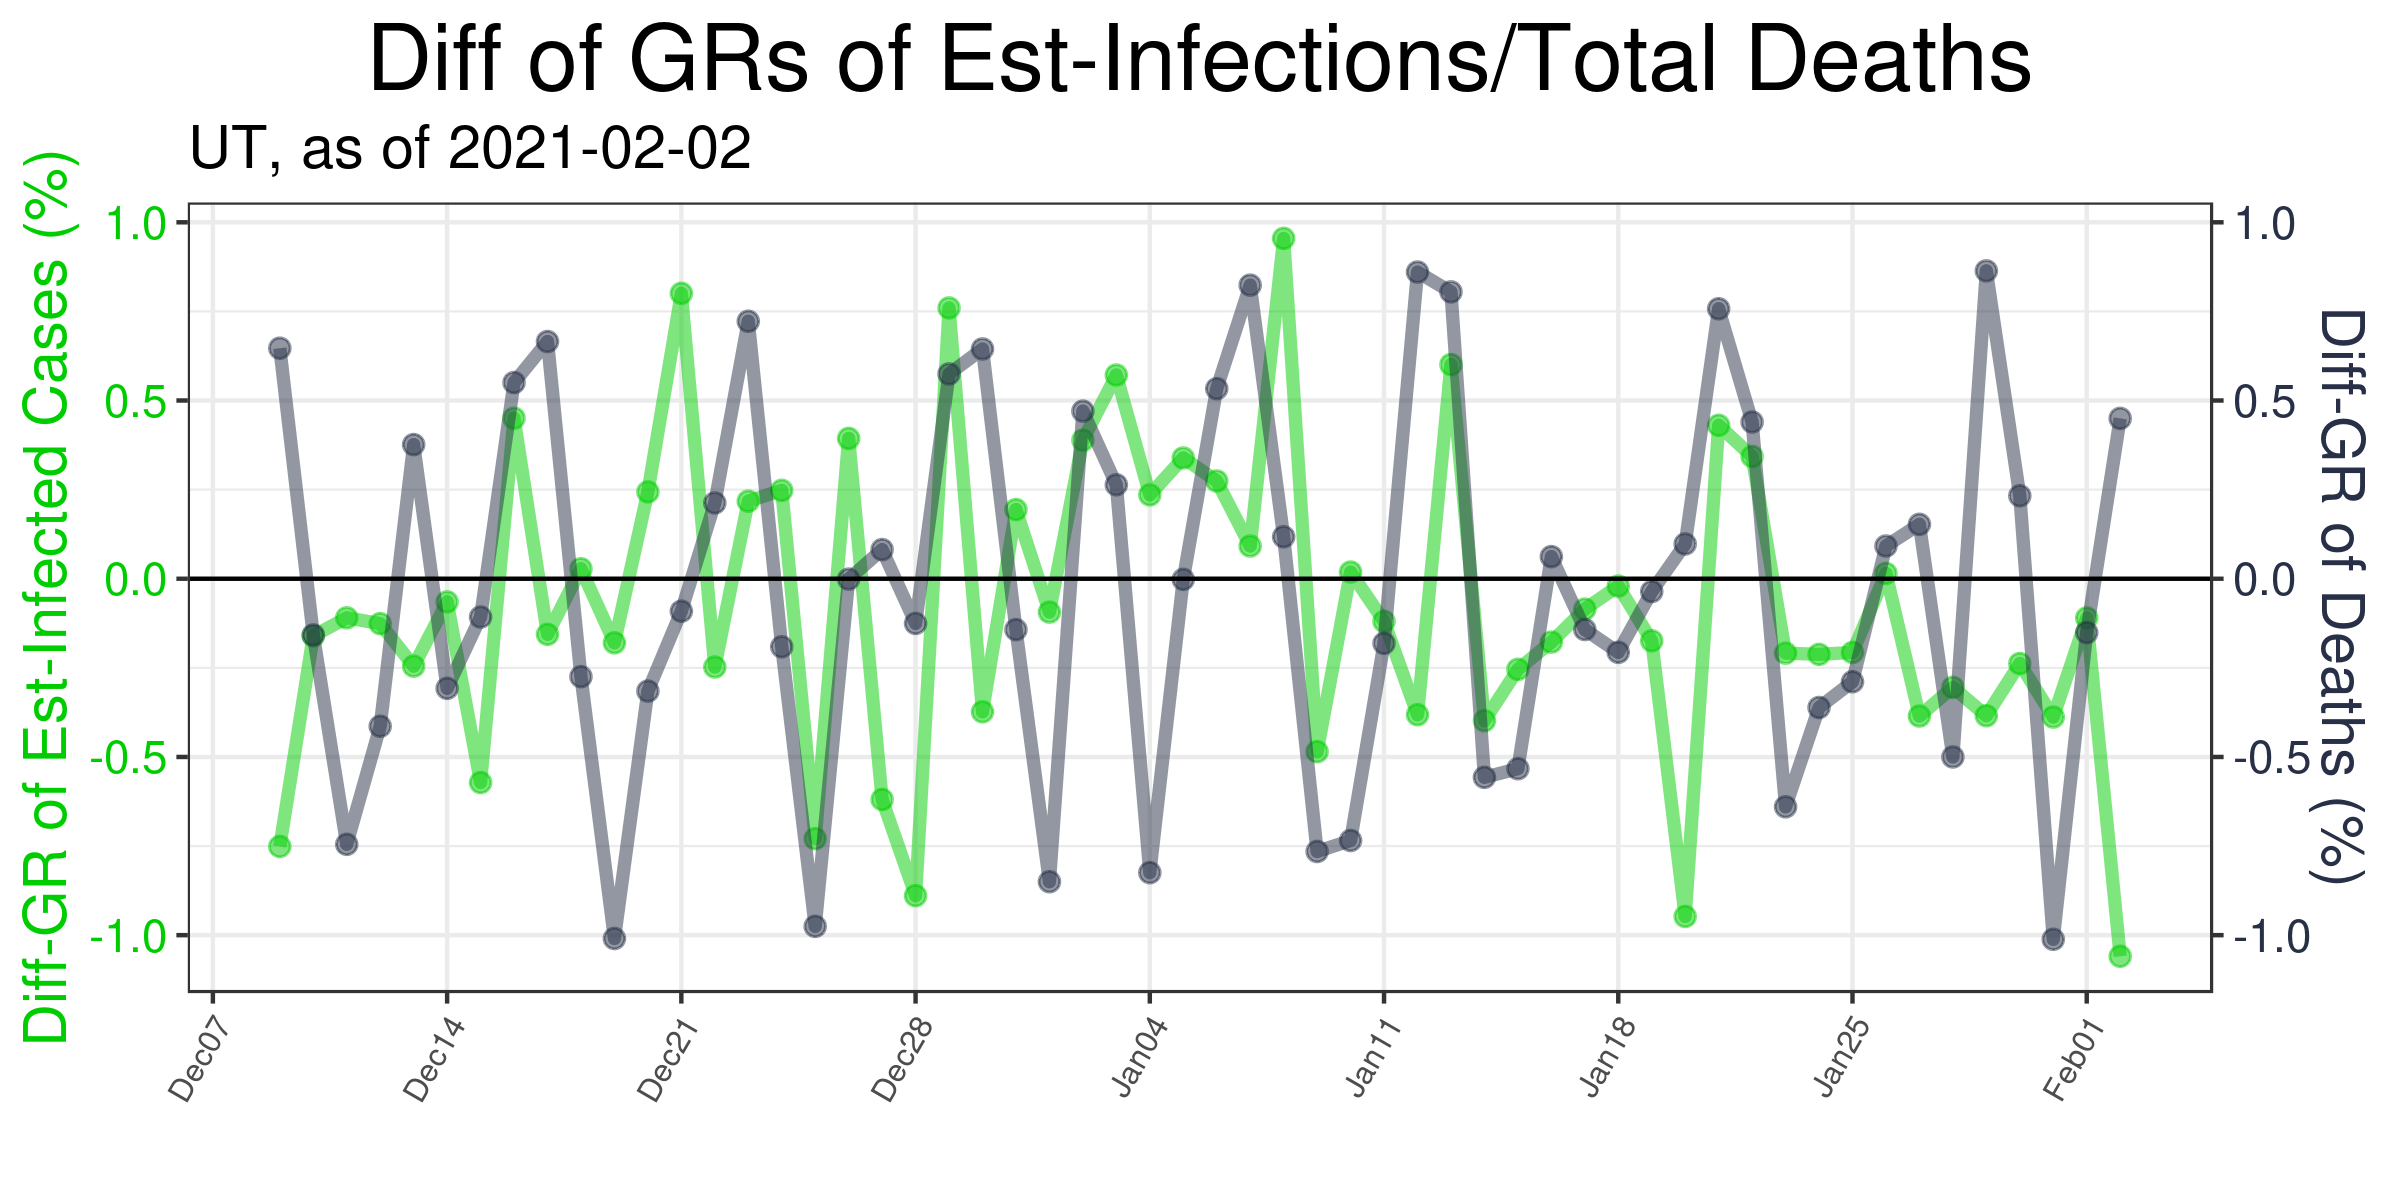 Diff of GRs of Est-Infections/Total Deaths
UT, as of 2021-02-02
Diff-GR of Est-Infected Cases (%)
1.0
0.5
0.0
-0.5
-1.0
1.0
0.5
0.0
-0.5
-1.0
Diff-GR of Deaths (%)
Dec07
Dec14
Dec21
Dec28
Jan04
Jan11
Jan18
Jan25
Feb01